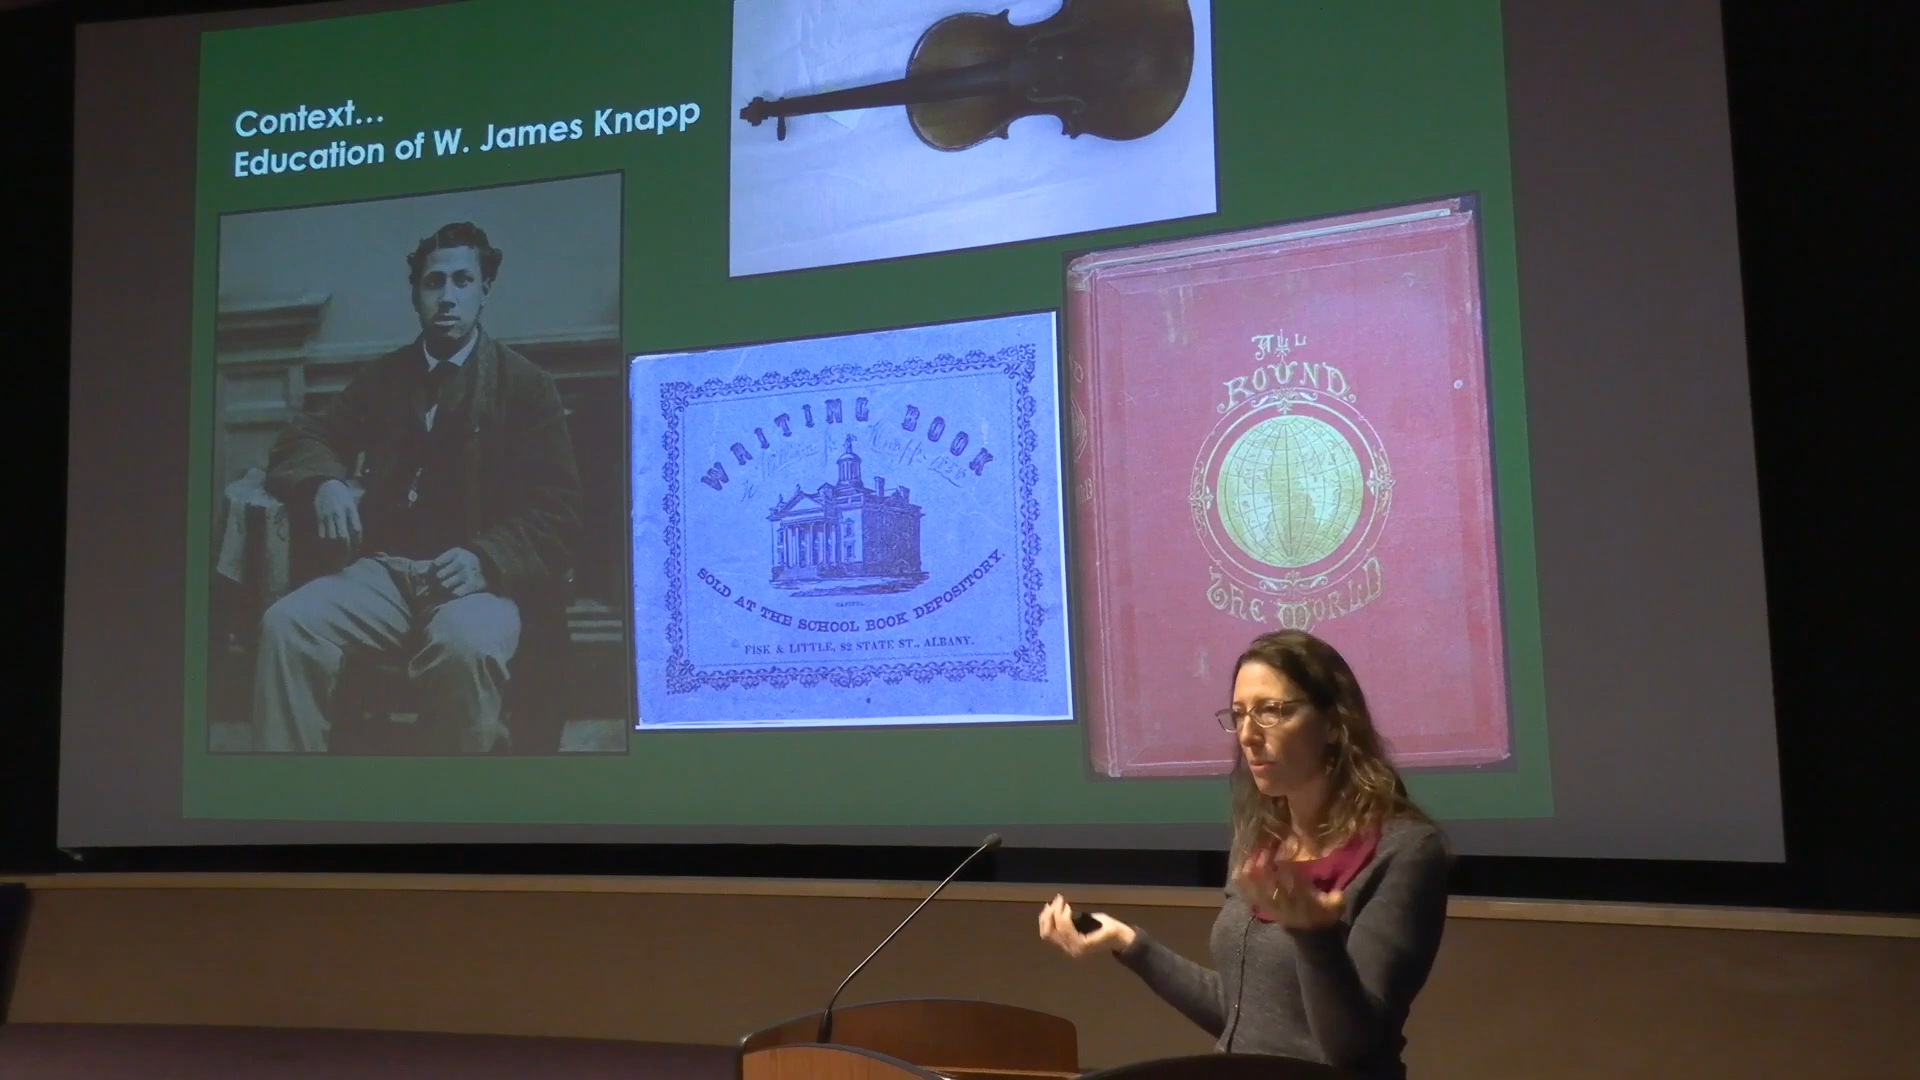 Context...
Education of W. James Knapp
WRITING BOOK
SOLD AT THE SCHOOL BOOK DEPOSITORY.
FISK & LITTLE, 82 STATE ST., ALBANY.
ALL
ROUND
THE WORLD